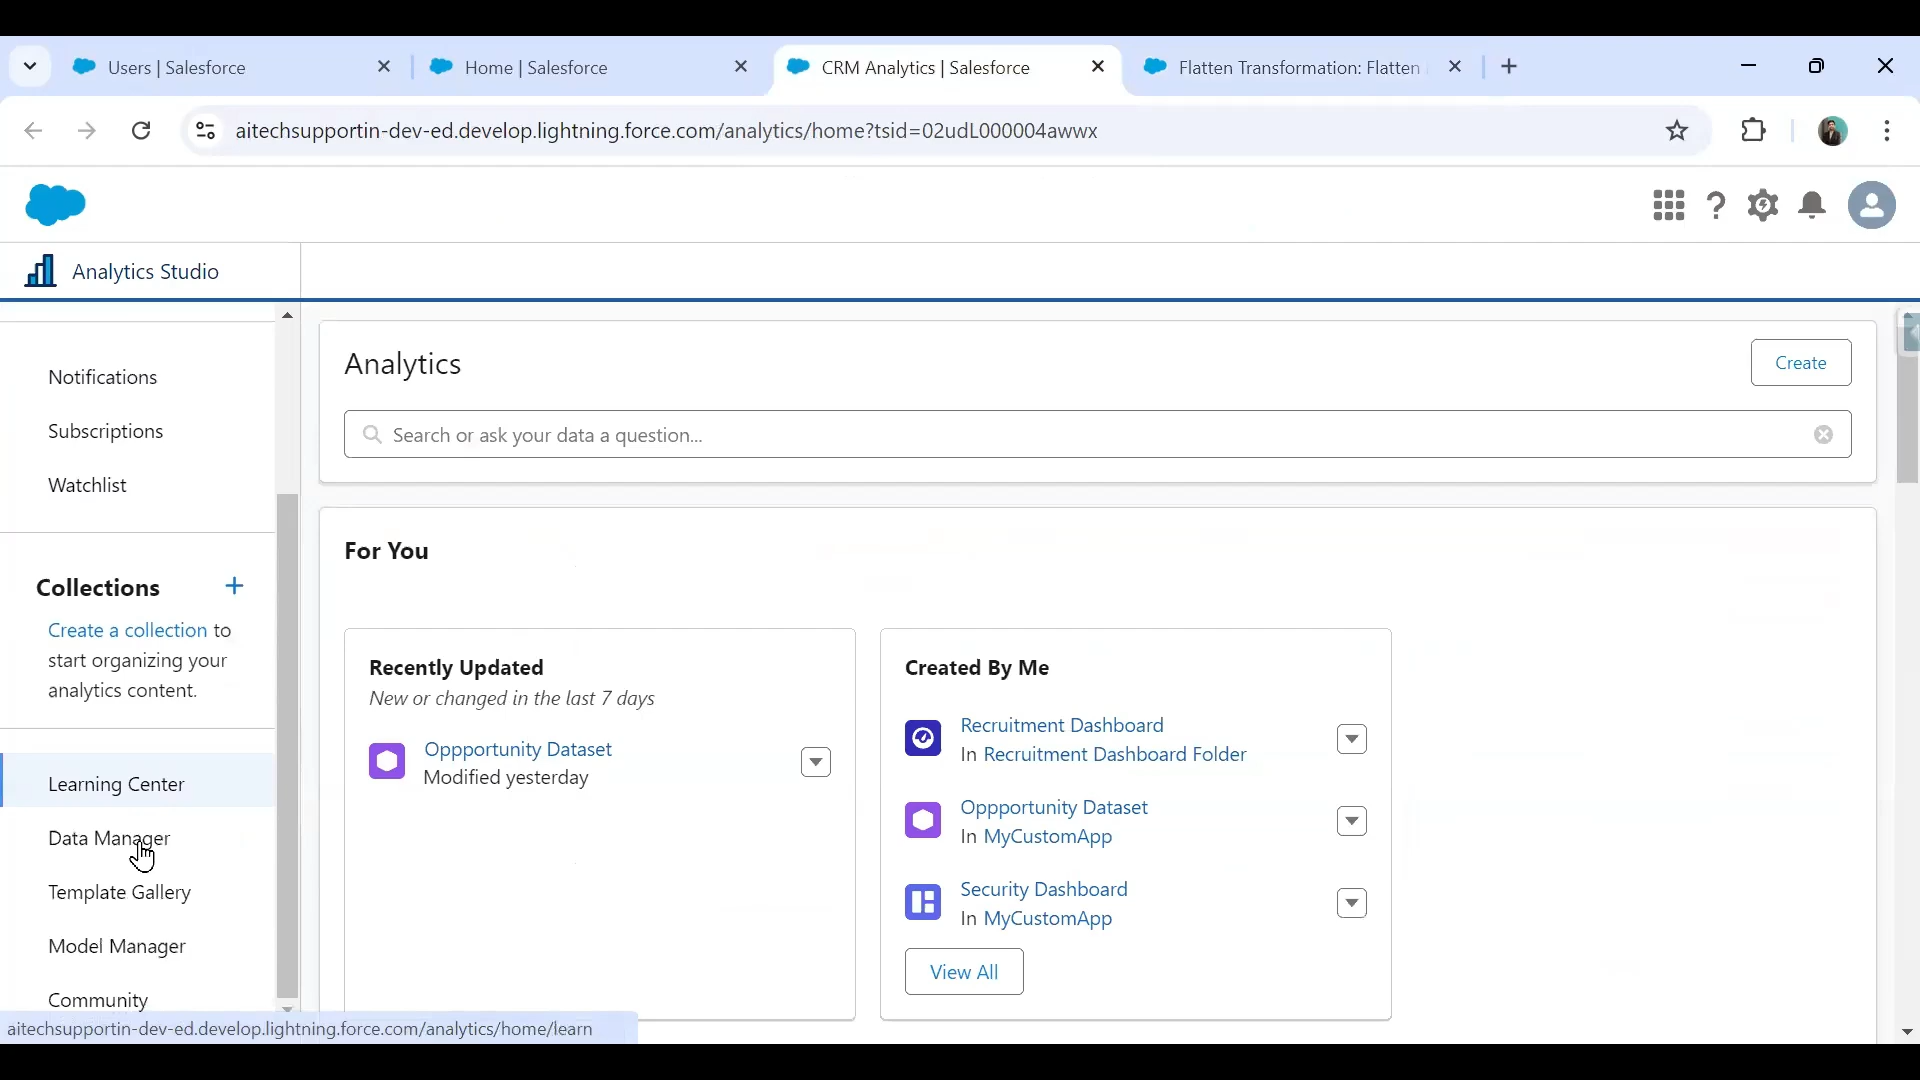 Users | Salesforce
Home | Salesforce
CRM Analytics | Salesforce
Flatten Transformation: Flatten
aitechsupportin-dev-ed.develop.lightning.force.com/analytics/home?tsid=02udL000004awwx
Analytics Studio
Notifications
Subscriptions
Watchlist
Collections
Create a collection to
start organizing your
analytics content.
Learning Center
Data Manager
Template Gallery
Model Manager
Community
aitechsupportin-dev-ed.develop.lightning.force.com/analytics/home/learn
Analytics
Create
Search or ask your data a question...
For You
Recently Updated
New or changed in the last 7 days
Oppportunity Dataset
Modified yesterday
Created By Me
Recruitment Dashboard
In Recruitment Dashboard Folder
Oppportunity Dataset
In MyCustomApp
Security Dashboard
In MyCustomApp
View All